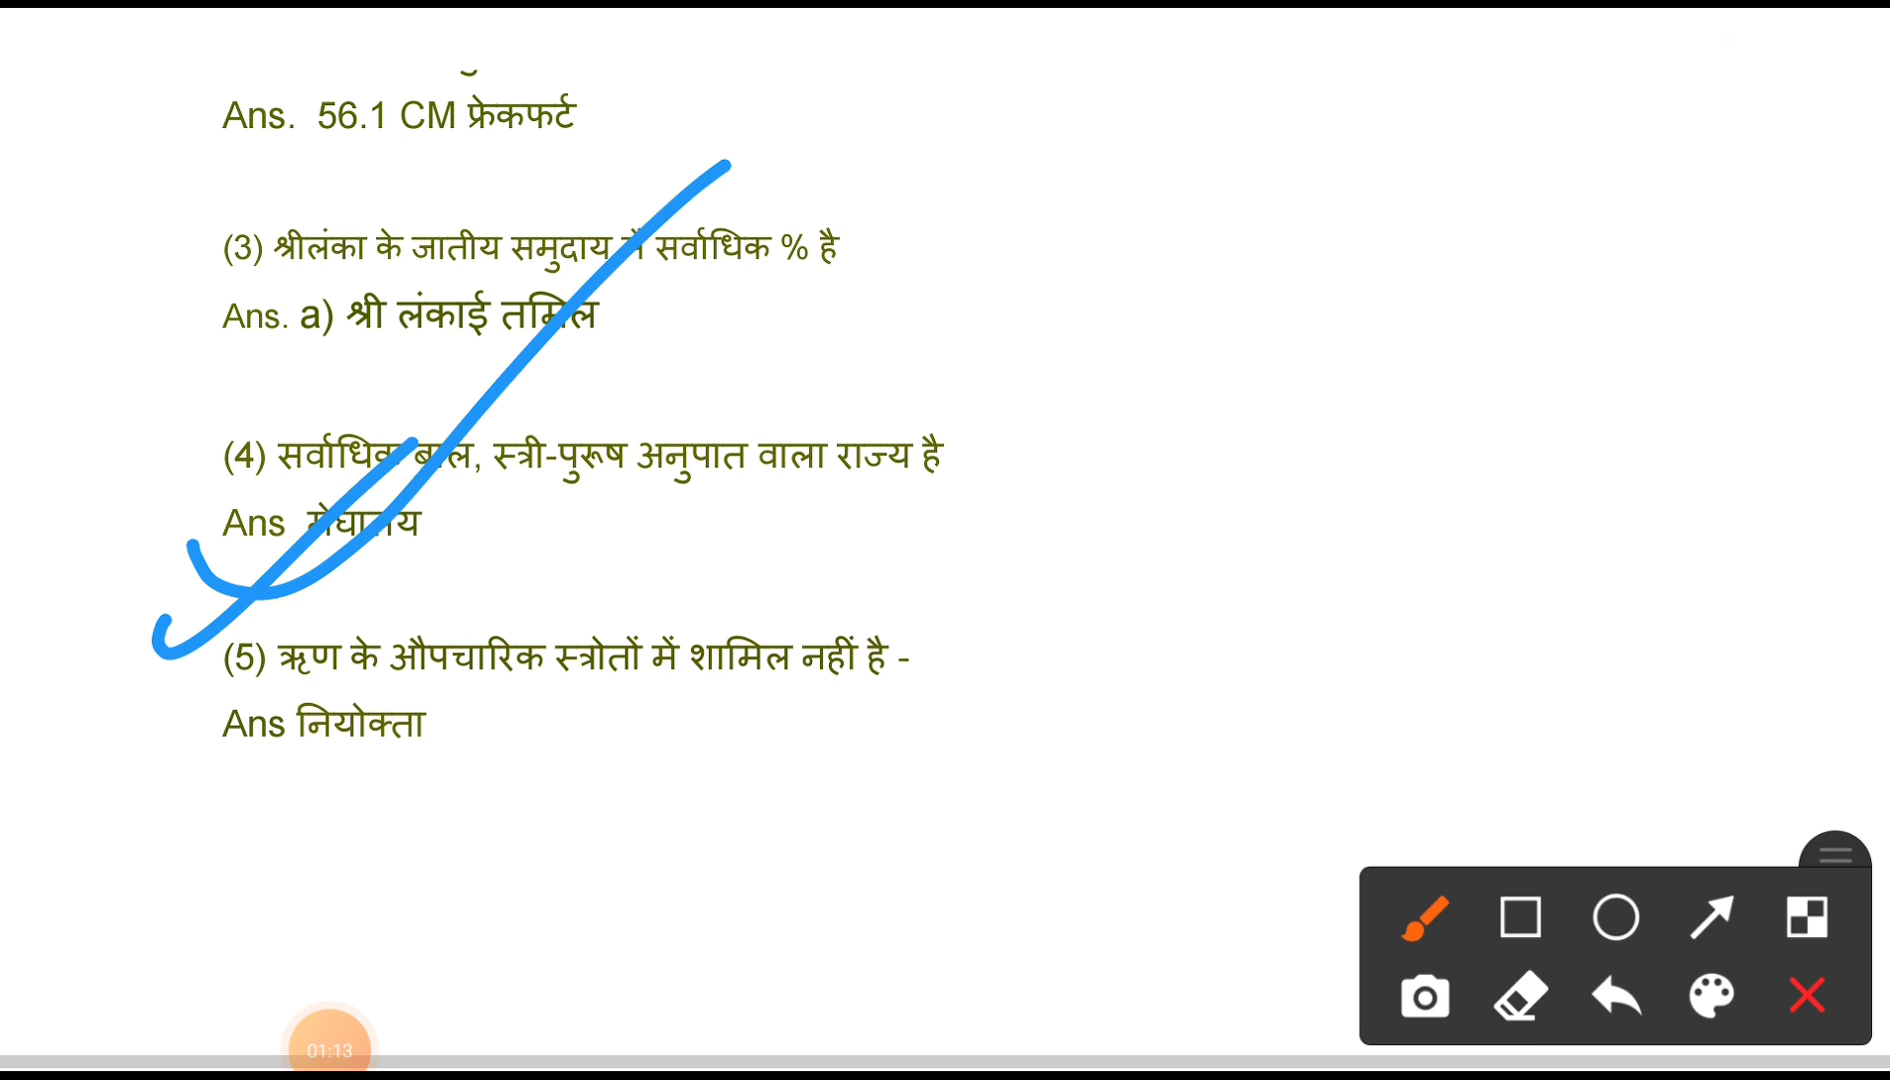 Ans. 56.1 CM फ्रेकफर्ट
(3) श्रीलंका के जातीय समुदाय में सर्वाधिक % है
Ans. a) श्री लंकाई तमिल
(4) सर्वाधिक बाल, स्त्री-पुरूष अनुपात वाला राज्य है
Ans मेघालय
(5) ऋण के औपचारिक स्त्रोतों में शामिल नहीं है -
Ans नियोक्ता
01:13